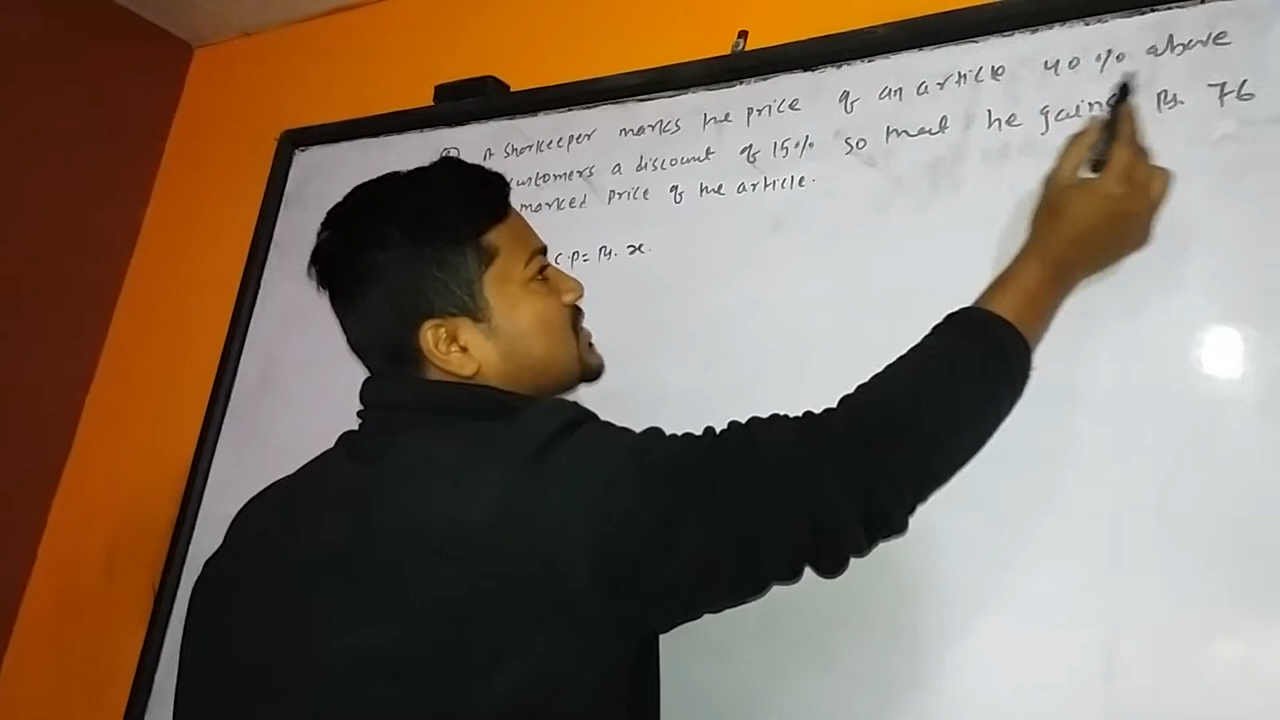 A shopkeeper marks the price of an article 40% above
customers a discount of 15% so that he gains Rs. 76
marked price of the article.
C.P = Rs. x.